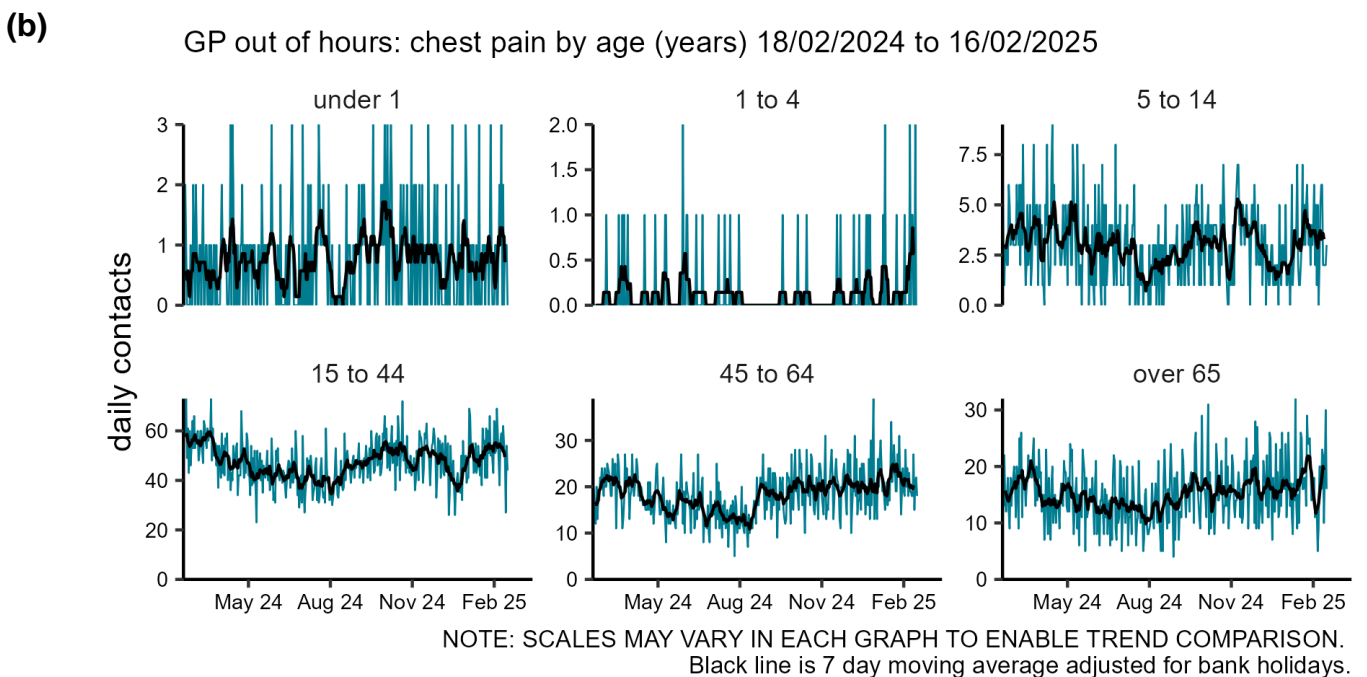 (b)
GP out of hours: chest pain by age (years) 18/02/2024 to 16/02/2025
daily contacts
under 1
3
2
1
0
1 to 4
2.0
1.5
1.0
0.5
0.0
5 to 14
7.5
5.0
2.5
0.0
15 to 44
60
40
20
0
May 24 Aug 24 Nov 24 Feb 25
45 to 64
30
20
10
0
May 24 Aug 24 Nov 24 Feb 25
over 65
30
20
10
0
May 24 Aug 24 Nov 24 Feb 25
NOTE: SCALES MAY VARY IN EACH GRAPH TO ENABLE TREND COMPARISON.
Black line is 7 day moving average adjusted for bank holidays.